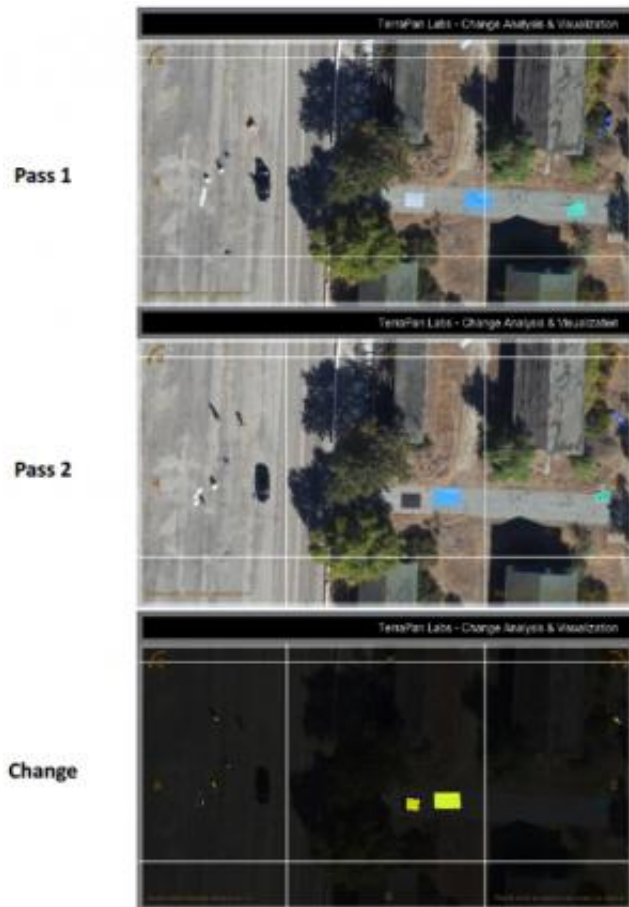 TerraPan Labs - Change Analysis & Visualization
Pass 1
TerraPan Labs - Change Analysis & Visualization
Pass 2
TerraPan Labs - Change Analysis & Visualization
Change